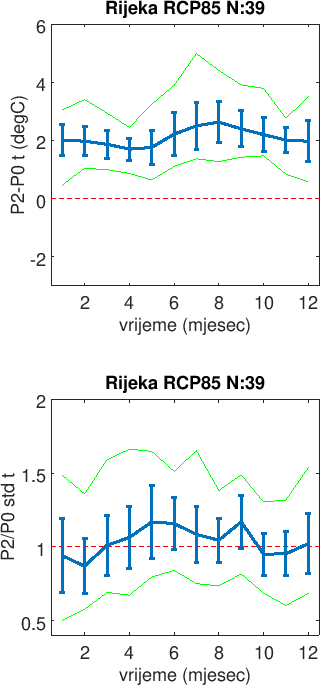 Rijeka RCP85 N:39
6
4
2
0
-2
P2-P0 t (degC)
2 4 6 8 10 12
vrijeme (mjesec)
Rijeka RCP85 N:39
2
1.5
1
0.5
P2/P0 std t
2 4 6 8 10 12
vrijeme (mjesec)